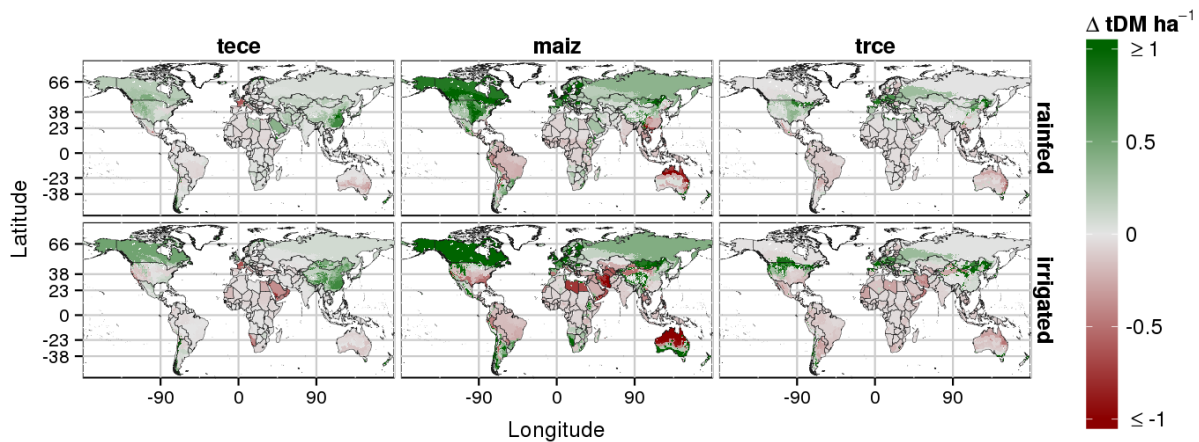 Δ tDM ha⁻¹
tece maiz trce
≥ 1
66
38
23
0
-23
-38
rainfed
0.5
0
Latitude
66
38
23
0
-23
-38
irrigated
-0.5
≤ -1
-90 0 90 -90 0 90 -90 0 90
Longitude